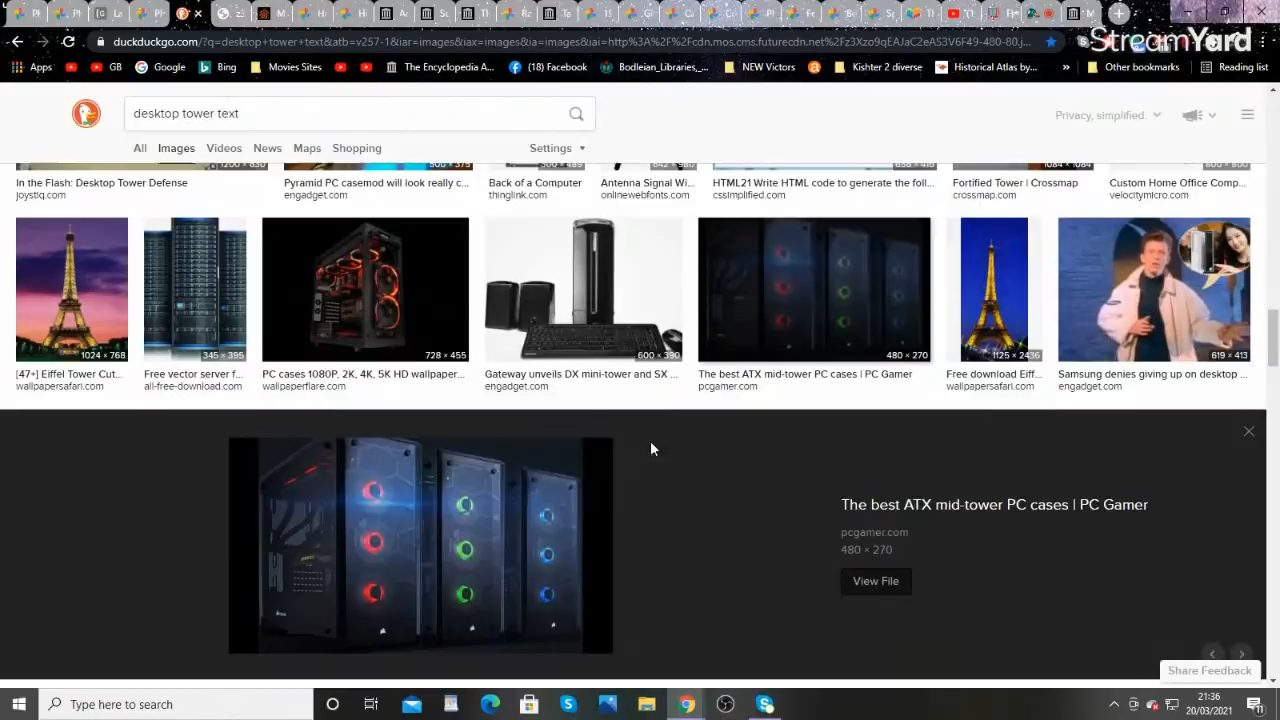 StreamYard
duckduckgo.com/?q=desktop+tower+text&atb=v257-1&iar=images&iax=images&ia=images&iai=http%3A%2F%2Fcdn.mos.cms.futurecdn.net%2Fz3Xzo9qEAJaC2eAS3V6F49-480-80.j...
Apps
GB
Google
Bing
Movies Sites
The Encyclopedia A...
(18) Facebook
Bodleian_Libraries,_...
NEW Victors
Kishter 2 diverse
Historical Atlas by...
»
Other bookmarks
Reading list
desktop tower text
Privacy, simplified.
All Images Videos News Maps Shopping
Settings
In the Flash: Desktop Tower Defense
joystiq.com
Pyramid PC casemod will look really c...
engadget.com
Back of a Computer
thinglink.com
Antenna Signal Wi...
onlinewebfonts.com
HTML21 Write HTML code to generate the foll...
csssimplified.com
Fortified Tower | Crossmap
crossmap.com
Custom Home Office Comp...
velocitymicro.com
1024 × 768
345 × 395
728 × 455
600 × 390
480 × 270
1125 × 2436
619 × 413
[47+] Eiffel Tower Cut...
wallpapersafari.com
Free vector server f...
all-free-download.com
PC cases 1080P, 2K, 4K, 5K HD wallpaper...
wallpaperflare.com
Gateway unveils DX mini-tower and SX ...
engadget.com
The best ATX mid-tower PC cases | PC Gamer
pcgamer.com
Free download Eiff...
wallpapersafari.com
Samsung denies giving up on desktop ...
engadget.com
The best ATX mid-tower PC cases | PC Gamer
pcgamer.com
480 × 270
View File
Share Feedback
Type here to search
21:36
20/03/2021